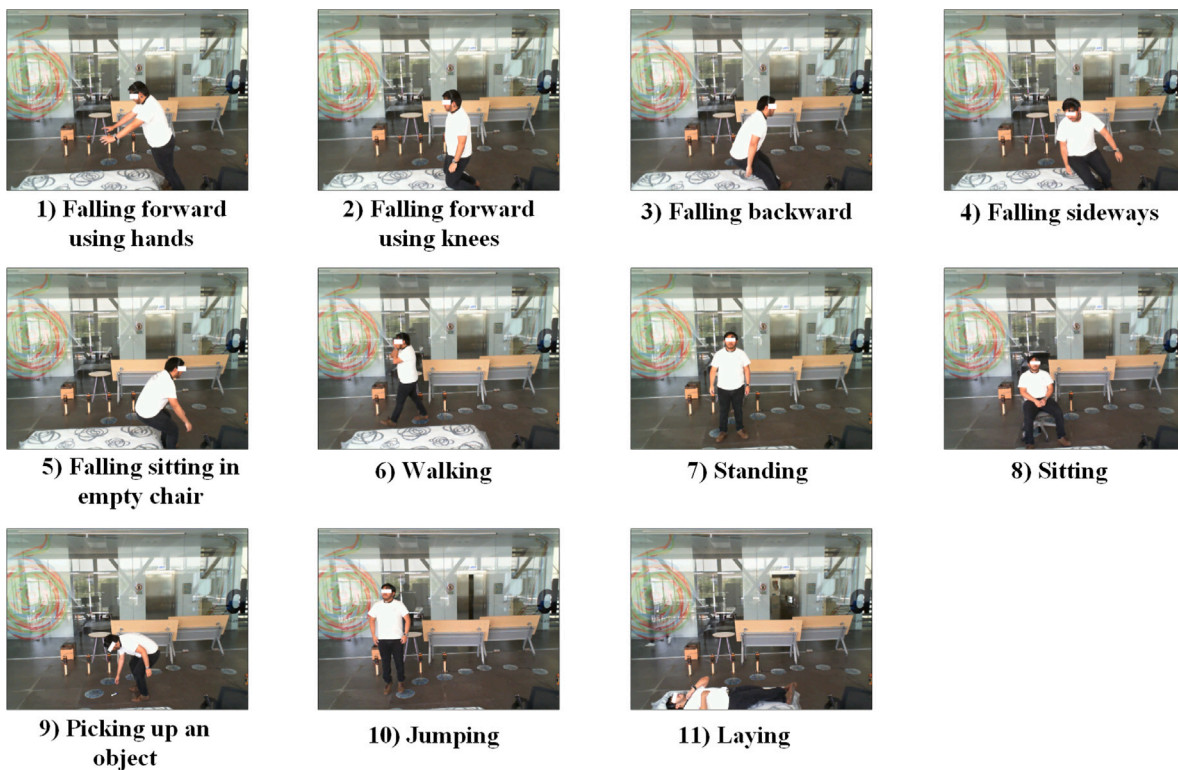 1) Falling forward
using hands
2) Falling forward
using knees
3) Falling backward
4) Falling sideways
5) Falling sitting in
empty chair
6) Walking
7) Standing
8) Sitting
9) Picking up an
object
10) Jumping
11) Laying